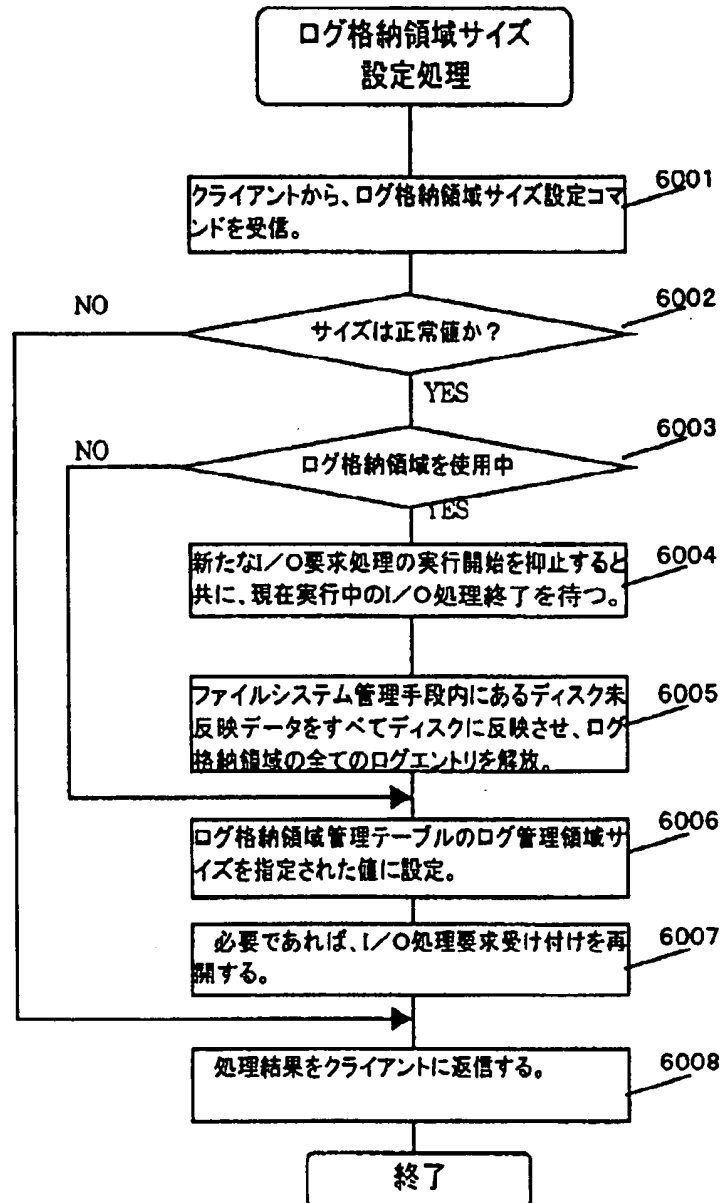 ログ格納領域サイズ
設定処理
6001
クライアントから、ログ格納領域サイズ設定コマ
ンドを受信。
NO
6002
サイズは正常値か？
YES
6003
NO
ログ格納領域を使用中
YES
新たなI／O要求処理の実行開始を抑止すると
共に、現在実行中のI／O処理終了を待つ。
6004
ファイルシステム管理手段内にあるディスク未
反映データをすべてディスクに反映させ、ログ
格納領域の全てのログエントリを解放。
6005
ログ格納領域管理テーブルのログ管理領域サ
イズを指定された値に設定。
6006
必要であれば、I／O処理要求受け付けを再
開する。
6007
処理結果をクライアントに返信する。
6008
終了